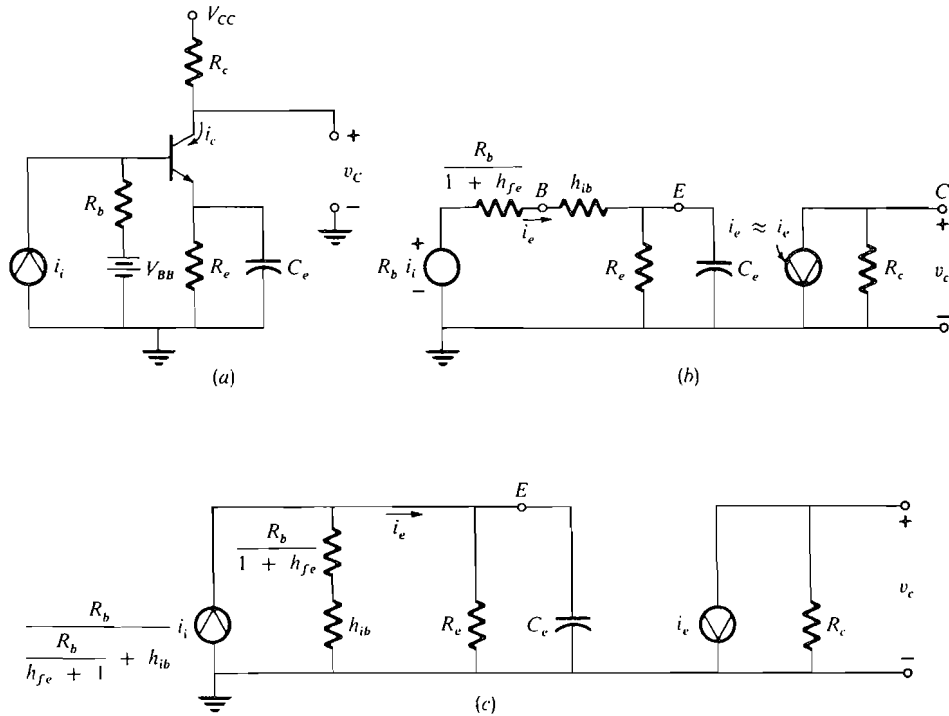 V_CC
R_c
i_c
+
v_C
−
R_b
V_BB
R_e
C_e
i_i
(a)
R_b
1 + h_fe
B
h_ib
i_e
E
+
R_b i_i
−
R_e
C_e
i_e ≈ i_e
R_c
C
+
v_c
−
(b)
R_b
R_b
h_fe + 1
+ h_ib
i_i
R_b
1 + h_fe
h_ib
i_e
E
R_e
C_e
i_e
R_c
+
v_c
−
(c)